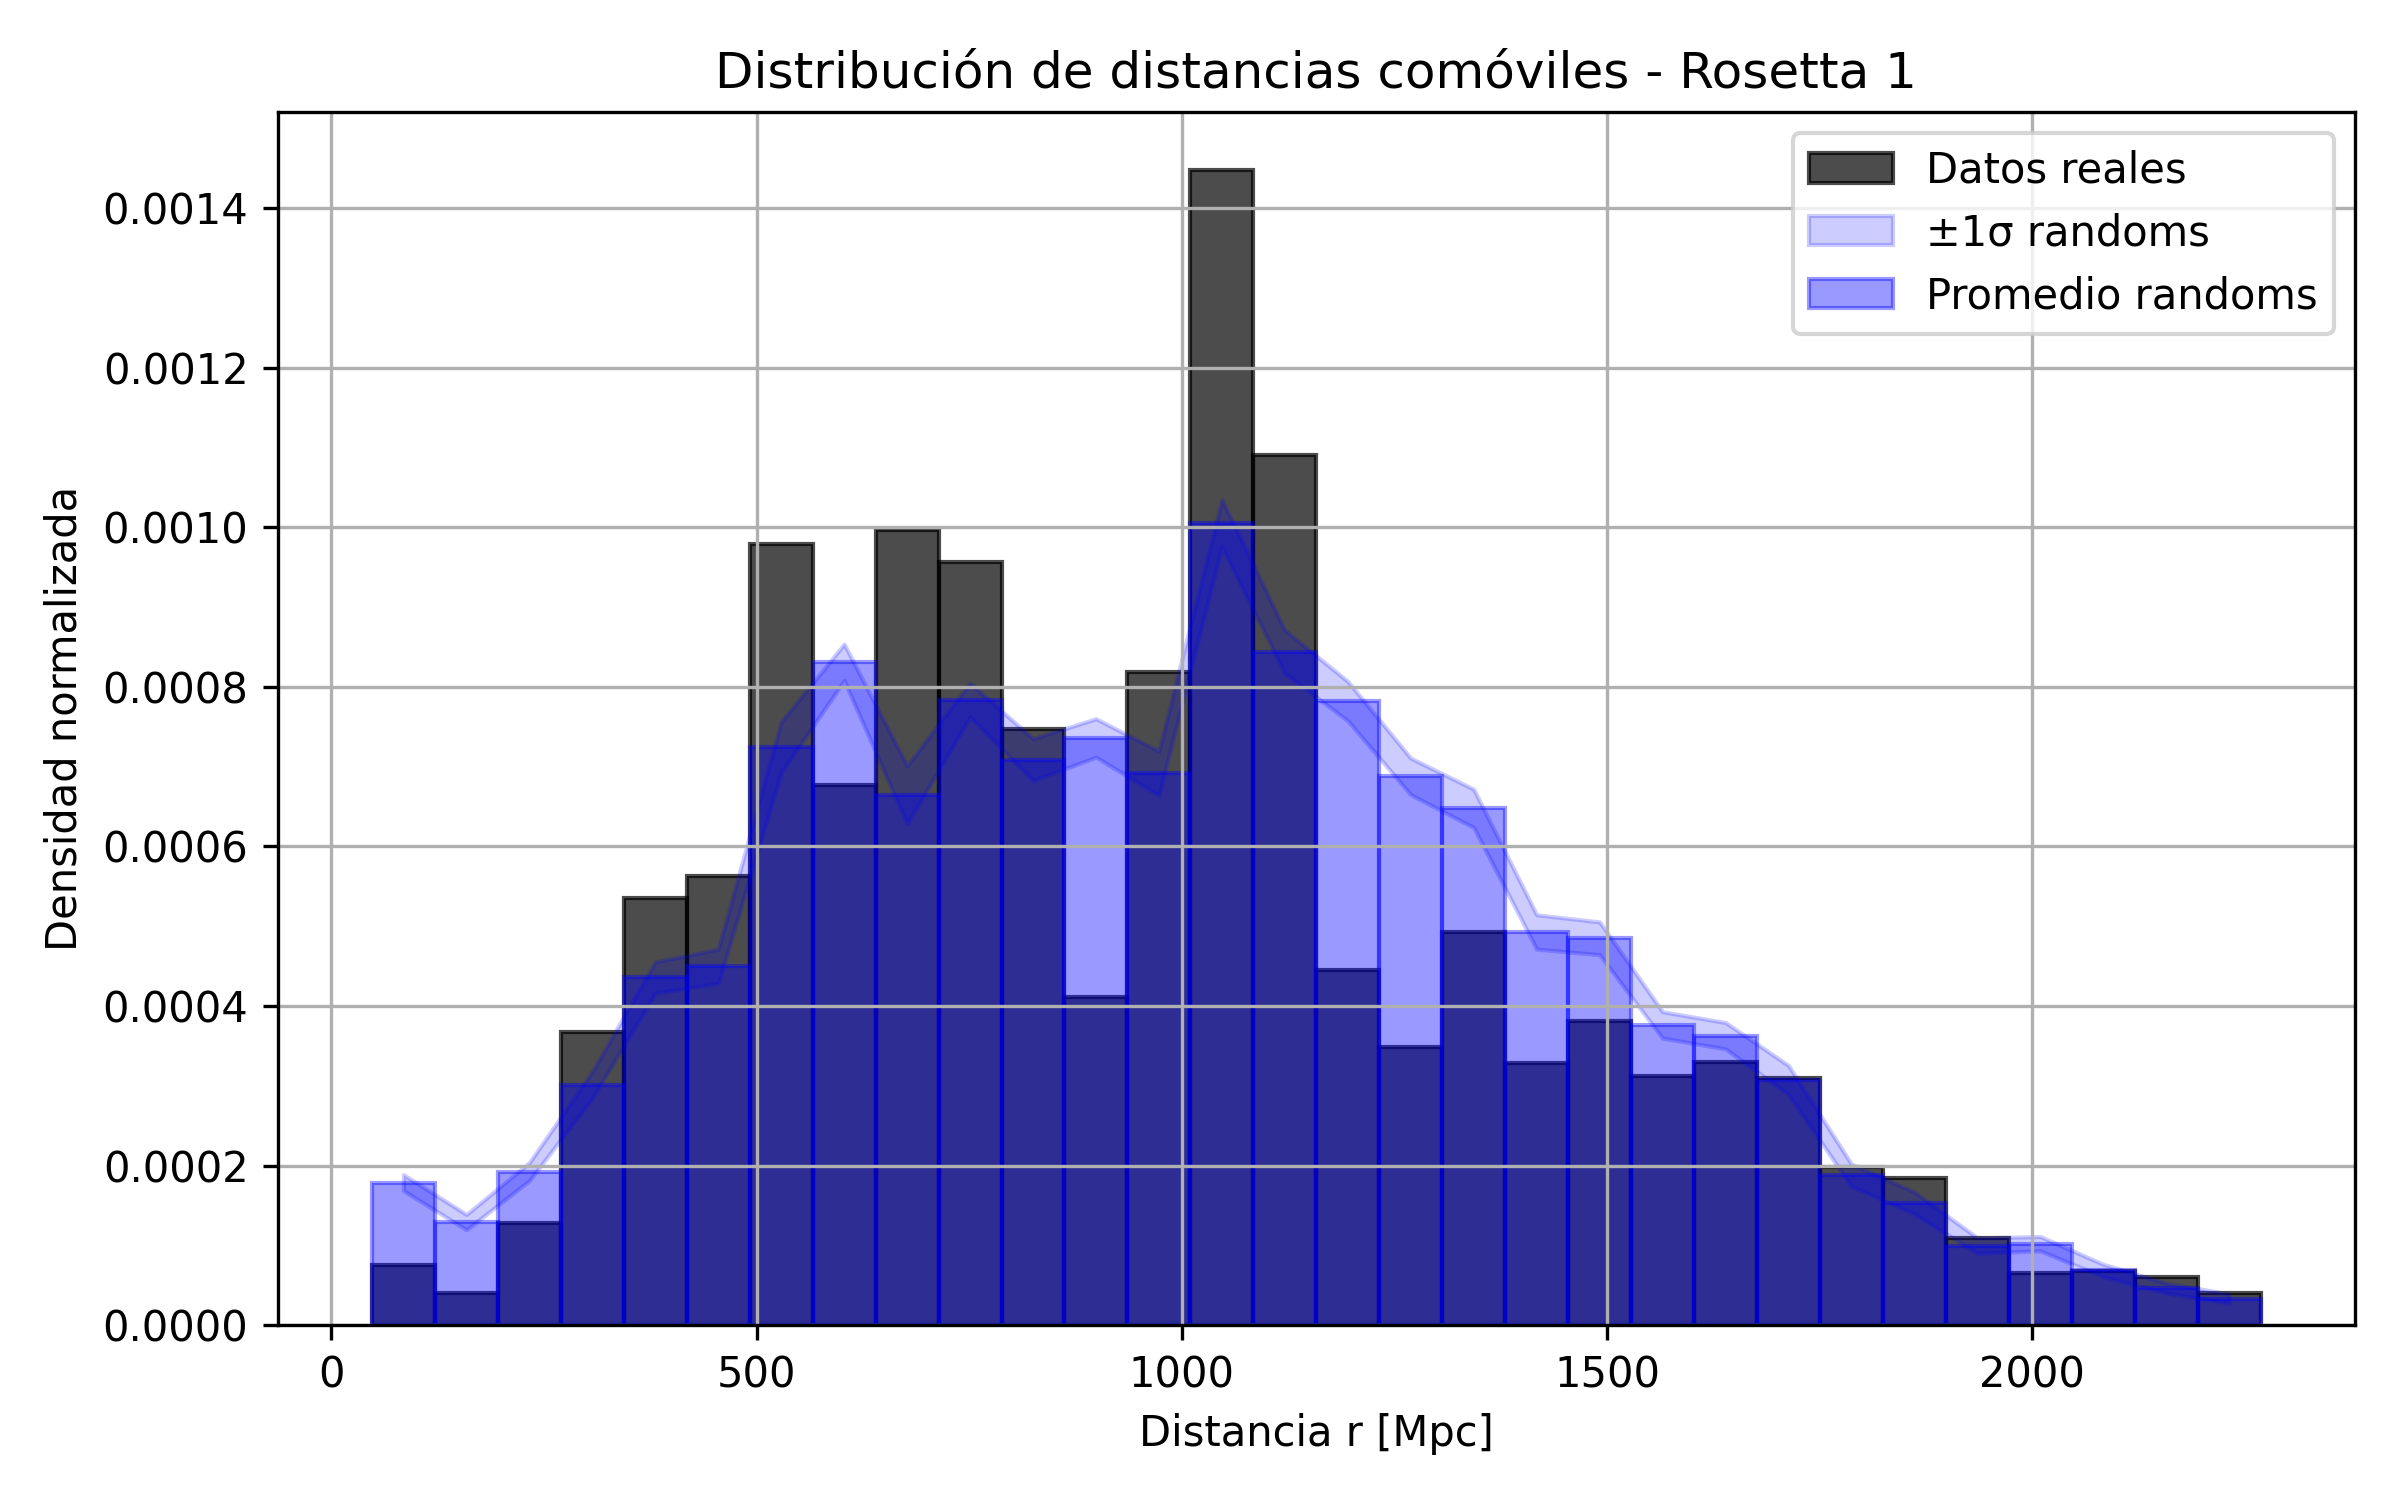 Distribución de distancias comóviles - Rosetta 1
Datos reales
±1σ randoms
Promedio randoms
Densidad normalizada
0.0014
0.0012
0.0010
0.0008
0.0006
0.0004
0.0002
0.0000
0 500 1000 1500 2000
Distancia r [Mpc]